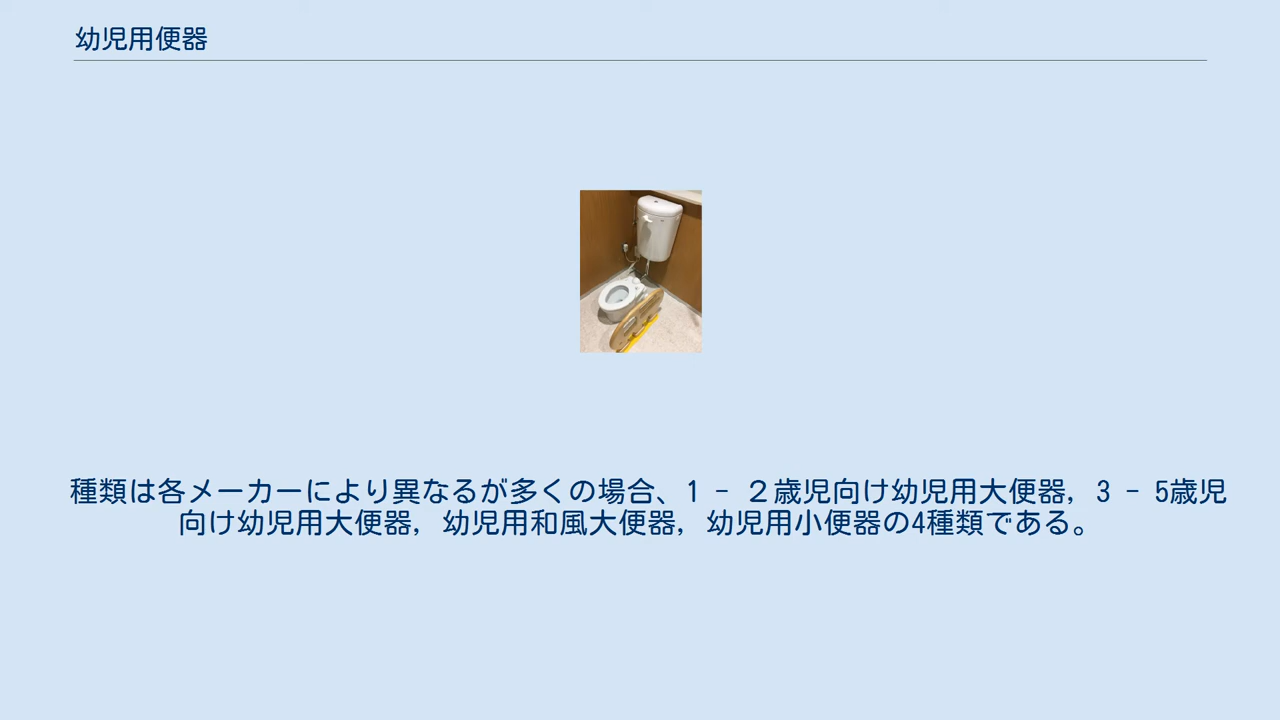 幼児用便器
種類は各メーカーにより異なるが多くの場合、1 - ２歳児向け幼児用大便器, 3 - 5歳児
向け幼児用大便器, 幼児用和風大便器, 幼児用小便器の4種類である。